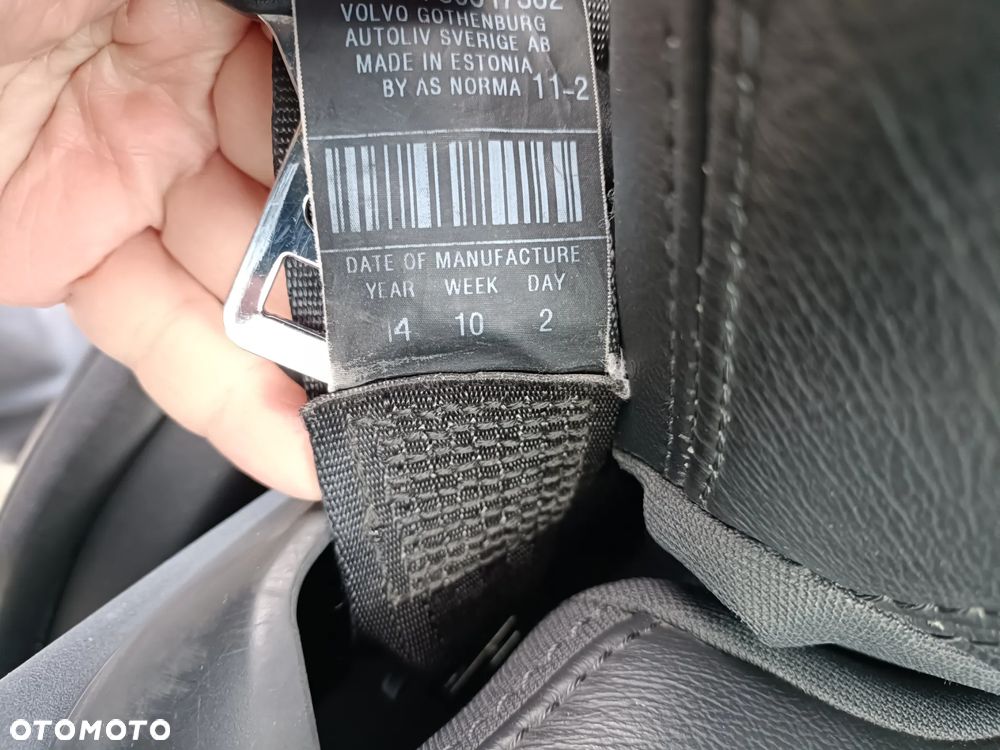 VOLVO GOTHENBURG
AUTOLIV SVERIGE AB
MADE IN ESTONIA
BY AS NORMA 11-2
DATE OF MANUFACTURE
YEAR WEEK DAY
14 10 2
OTOMOTO